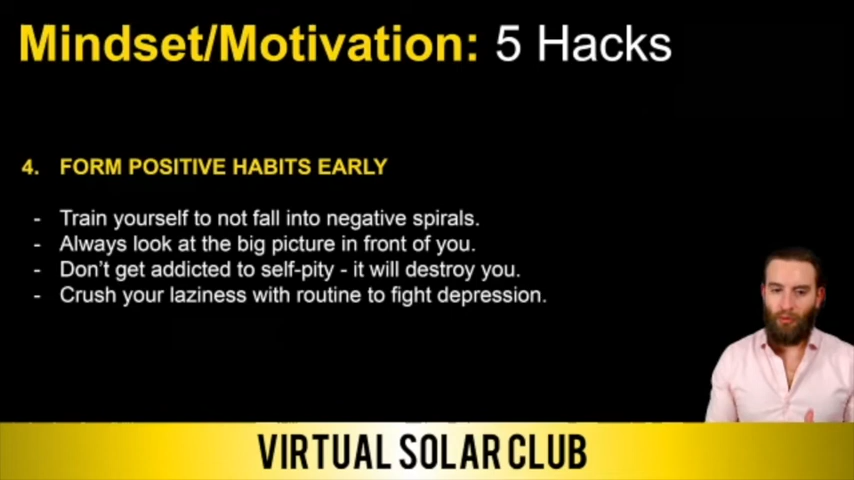 Mindset/Motivation: 5 Hacks
4. FORM POSITIVE HABITS EARLY
- Train yourself to not fall into negative spirals.
- Always look at the big picture in front of you.
- Don't get addicted to self-pity - it will destroy you.
- Crush your laziness with routine to fight depression.
VIRTUAL SOLAR CLUB